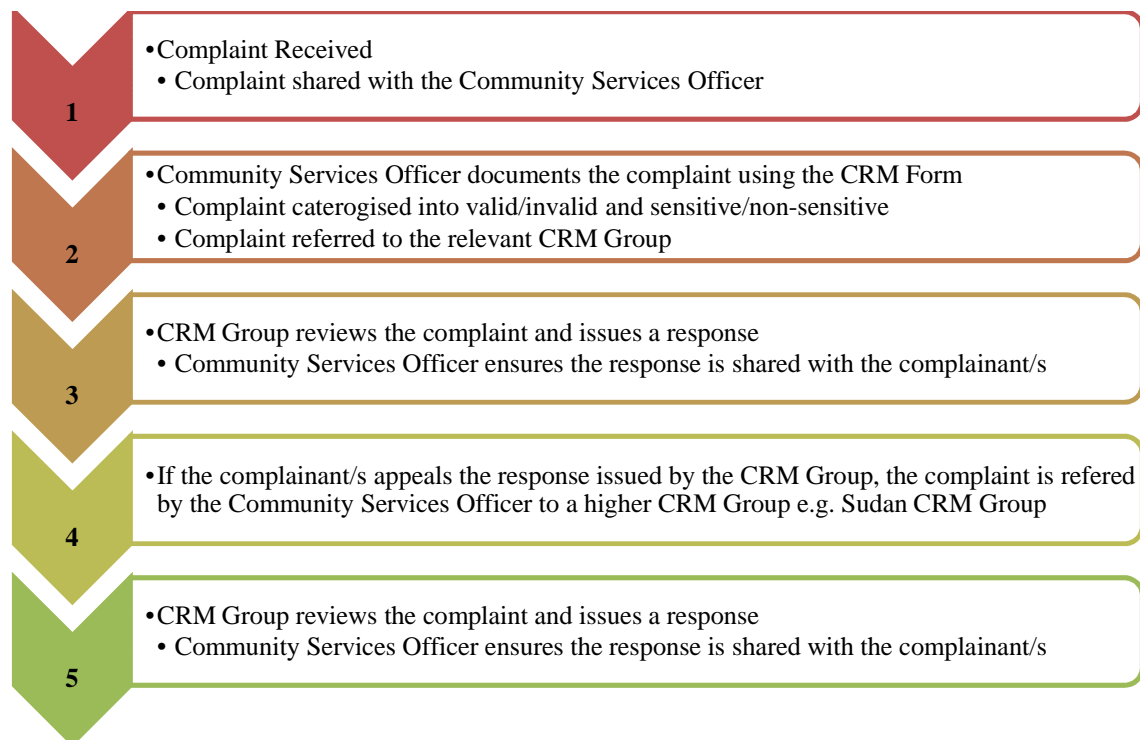 1
•Complaint Received
• Complaint shared with the Community Services Officer
2
•Community Services Officer documents the complaint using the CRM Form
• Complaint caterogised into valid/invalid and sensitive/non-sensitive
• Complaint referred to the relevant CRM Group
3
•CRM Group reviews the complaint and issues a response
• Community Services Officer ensures the response is shared with the complainant/s
4
•If the complainant/s appeals the response issued by the CRM Group, the complaint is refered
by the Community Services Officer to a higher CRM Group e.g. Sudan CRM Group
5
•CRM Group reviews the complaint and issues a response
• Community Services Officer ensures the response is shared with the complainant/s